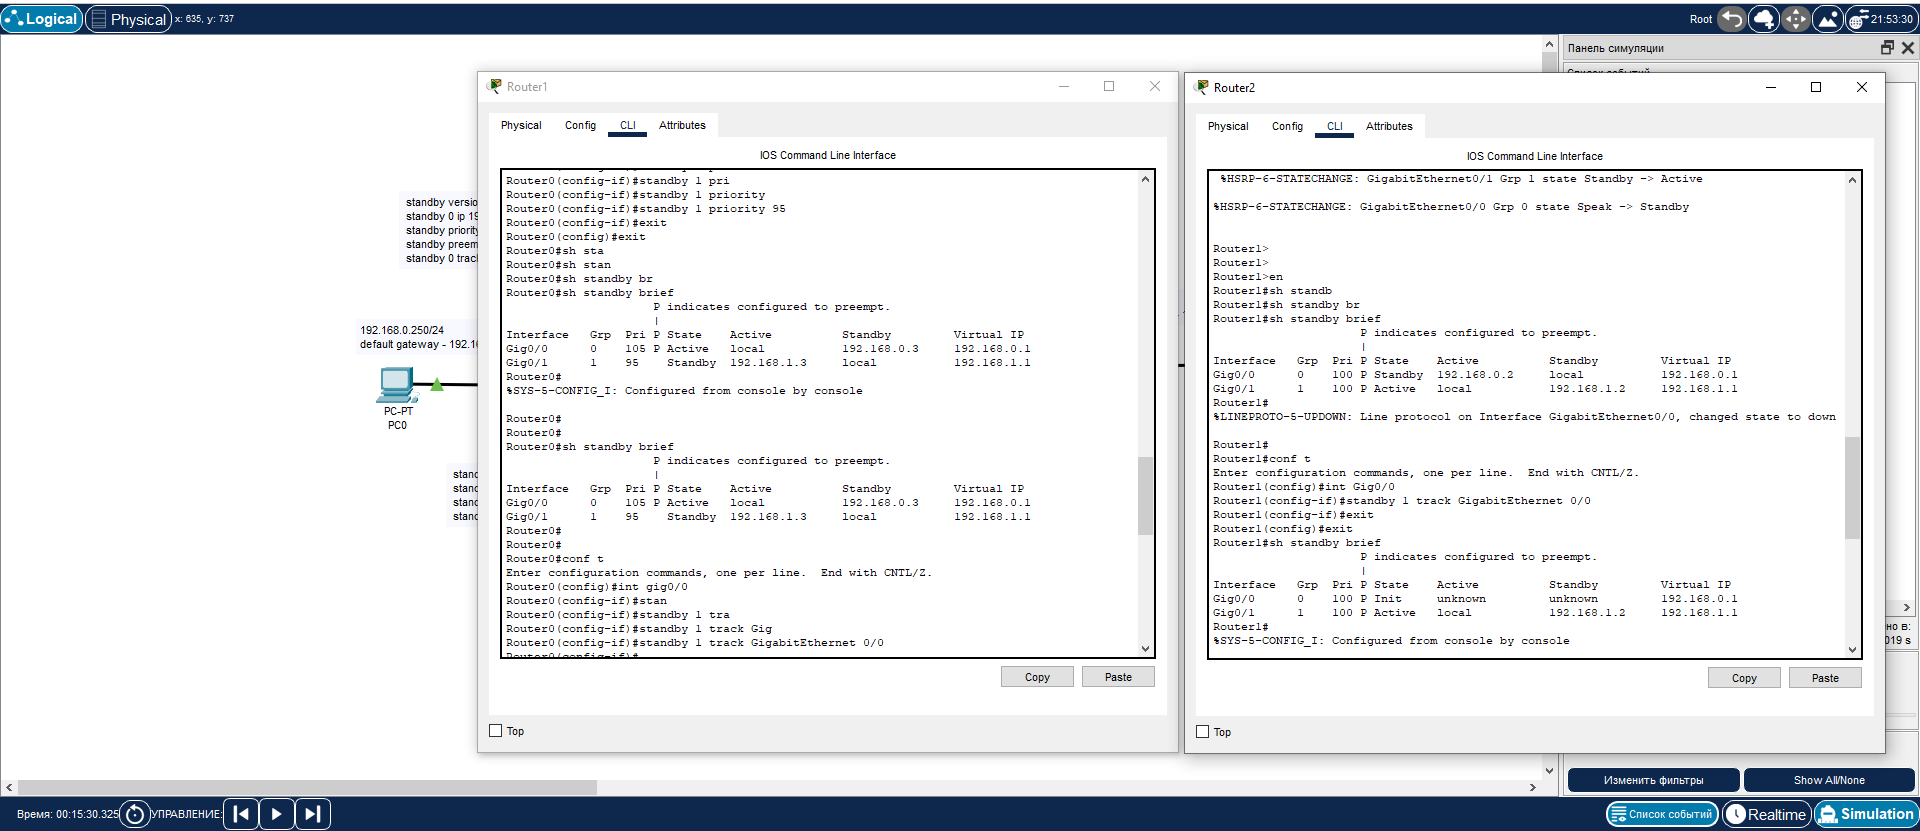 Logical
Physical
x: 635, y: 737
Root
21:53:30
Панель симуляции
standby
standby 0 ip
standby
standby
standby 0
192.168.0.250/24
default gateway -
PC-PT
PC0
Router1
Physical Config CLI Attributes
IOS Command Line Interface
Router0(config-if)#standby 1 pri
Router0(config-if)#standby 1 priority
Router0(config-if)#standby 1 priority 95
Router0(config-if)#exit
Router0(config)#exit
Router0#sh sta
Router0#sh stan
Router0#sh standby br
Router0#sh standby brief
P indicates configured to preempt.
|
Interface Grp Pri P State Active Standby Virtual IP
Gig0/0 0 105 P Active local 192.168.0.3 192.168.0.1
Gig0/1 1 95 Standby 192.168.1.3 local 192.168.1.1
Router0#
%SYS-5-CONFIG_I: Configured from console by console
Router0#
Router0#
Router0#sh standby brief
P indicates configured to preempt.
|
Interface Grp Pri P State Active Standby Virtual IP
Gig0/0 0 105 P Active local 192.168.0.3 192.168.0.1
Gig0/1 1 95 Standby 192.168.1.3 local 192.168.1.1
Router0#
Router0#
Router0#conf t
Enter configuration commands, one per line. End with CNTL/Z.
Router0(config)#int gig0/0
Router0(config-if)#stan
Router0(config-if)#standby 1 tra
Router0(config-if)#standby 1 track Gig
Router0(config-if)#standby 1 track GigabitEthernet 0/0
Router0(config-if)#
Copy Paste
Top
Router2
Physical Config CLI Attributes
IOS Command Line Interface
%HSRP-6-STATECHANGE: GigabitEthernet0/1 Grp 1 state Standby -> Active
%HSRP-6-STATECHANGE: GigabitEthernet0/0 Grp 0 state Speak -> Standby
Router1>
Router1>
Router1>en
Router1#sh standb
Router1#sh standby br
Router1#sh standby brief
P indicates configured to preempt.
|
Interface Grp Pri P State Active Standby Virtual IP
Gig0/0 0 100 P Standby 192.168.0.2 local 192.168.0.1
Gig0/1 1 100 P Active local 192.168.1.2 192.168.1.1
Router1#
%LINEPROTO-5-UPDOWN: Line protocol on Interface GigabitEthernet0/0, changed state to down
Router1#
Router1#conf t
Enter configuration commands, one per line. End with CNTL/Z.
Router1(config)#int Gig0/0
Router1(config-if)#standby 1 track GigabitEthernet 0/0
Router1(config-if)#exit
Router1(config)#exit
Router1#sh standby brief
P indicates configured to preempt.
|
Interface Grp Pri P State Active Standby Virtual IP
Gig0/0 0 100 P Init unknown unknown 192.168.0.1
Gig0/1 1 100 P Active local 192.168.1.2 192.168.1.1
Router1#
%SYS-5-CONFIG_I: Configured from console by console
Copy Paste
Top
в:
019 s
Изменить фильтры
Show All/None
Время: 00:15:30.325
УПРАВЛЕНИЕ:
Список событий
Realtime
Simulation